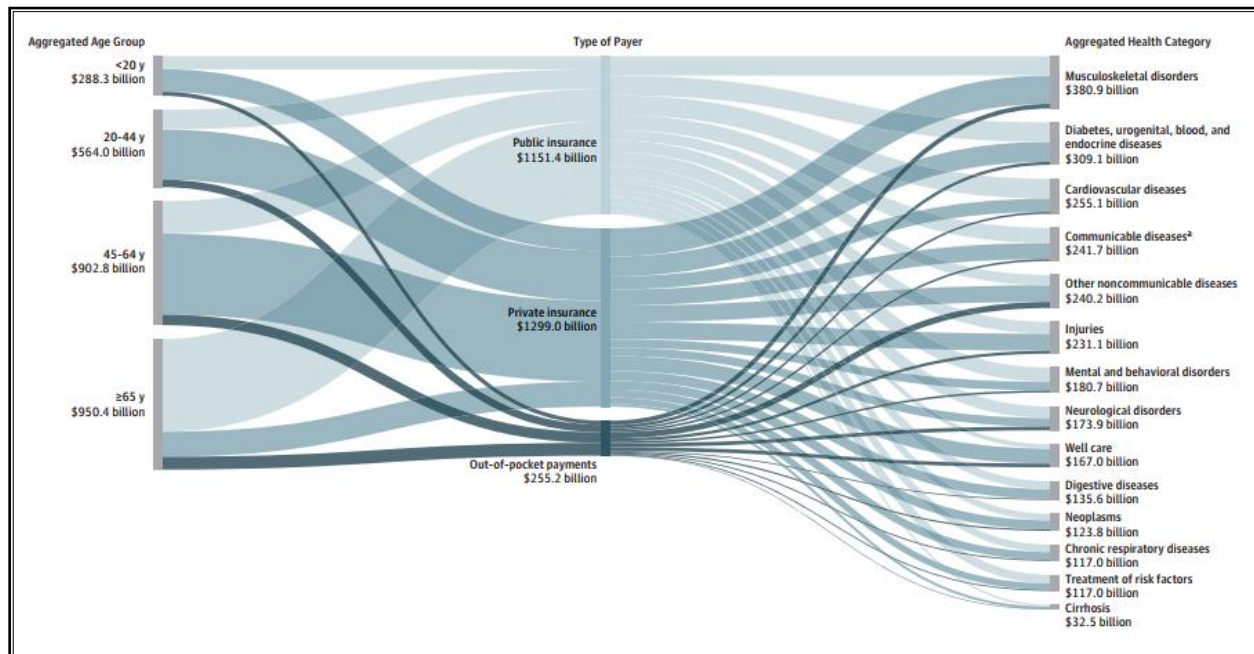 Aggregated Age Group
<20 y
$288.3 billion
20-44 y
$564.0 billion
45-64 y
$902.8 billion
≥65 y
$950.4 billion
Type of Payer
Public insurance
$1151.4 billion
Private insurance
$1299.0 billion
Out-of-pocket payments
$255.2 billion
Aggregated Health Category
Musculoskeletal disorders
$380.9 billion
Diabetes, urogenital, blood, and
endocrine diseases
$309.1 billion
Cardiovascular diseases
$255.1 billion
Communicable diseasesª
$241.7 billion
Other noncommunicable diseases
$240.2 billion
Injuries
$231.1 billion
Mental and behavioral disorders
$180.7 billion
Neurological disorders
$173.9 billion
Well care
$167.0 billion
Digestive diseases
$135.6 billion
Neoplasms
$123.8 billion
Chronic respiratory diseases
$117.0 billion
Treatment of risk factors
$117.0 billion
Cirrhosis
$32.5 billion